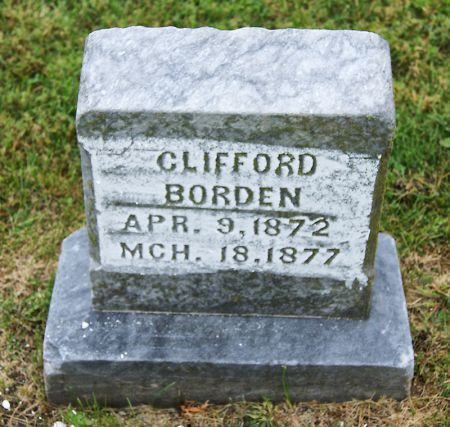 CLIFFORD
BORDEN
APR. 9, 1872
MCH. 18, 1877